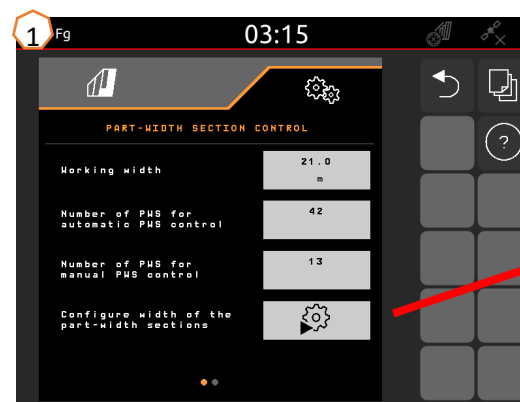 1 Fg 03:15
PART-WIDTH SECTION CONTROL
Working width
21.0
m
Number of PWS for
automatic PWS control
42
Number of PWS for
manual PWS control
13
Configure width of the
part-width sections
?